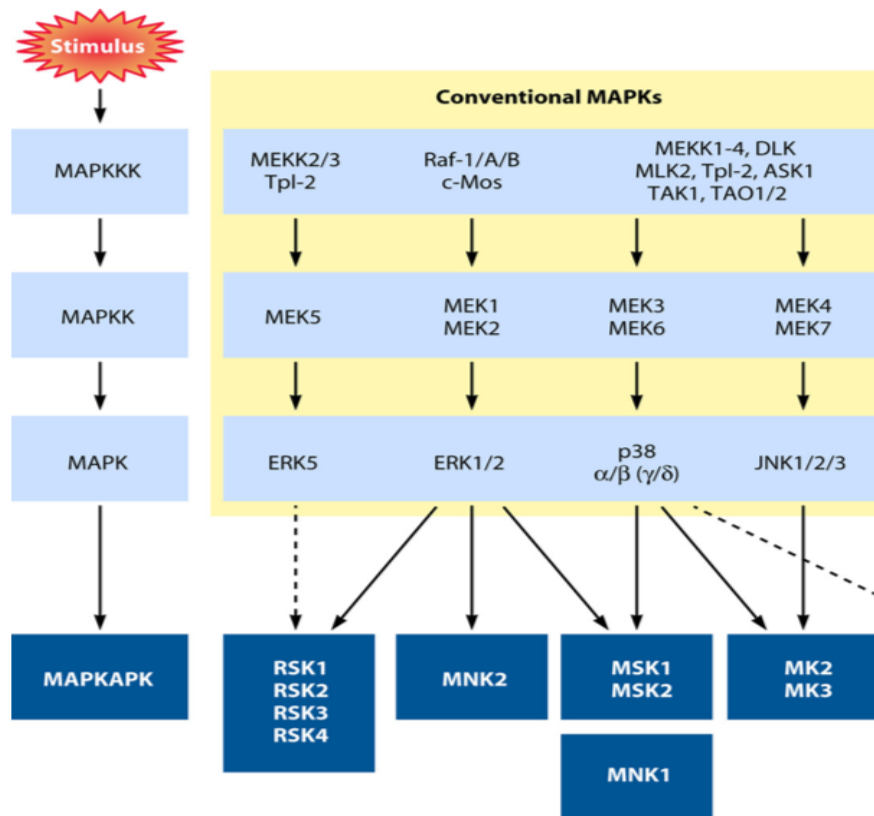 Stimulus
Conventional MAPKs
MAPKKK
MEKK2/3
Tpl-2
Raf-1/A/B
c-Mos
MEKK1-4, DLK
MLK2, Tpl-2, ASK1
TAK1, TAO1/2
MAPKK
MEK5
MEK1
MEK2
MEK3
MEK6
MEK4
MEK7
MAPK
ERK5
ERK1/2
p38
α/β (γ/δ)
JNK1/2/3
MAPKAPK
RSK1
RSK2
RSK3
RSK4
MNK2
MSK1
MSK2
MK2
MK3
MNK1